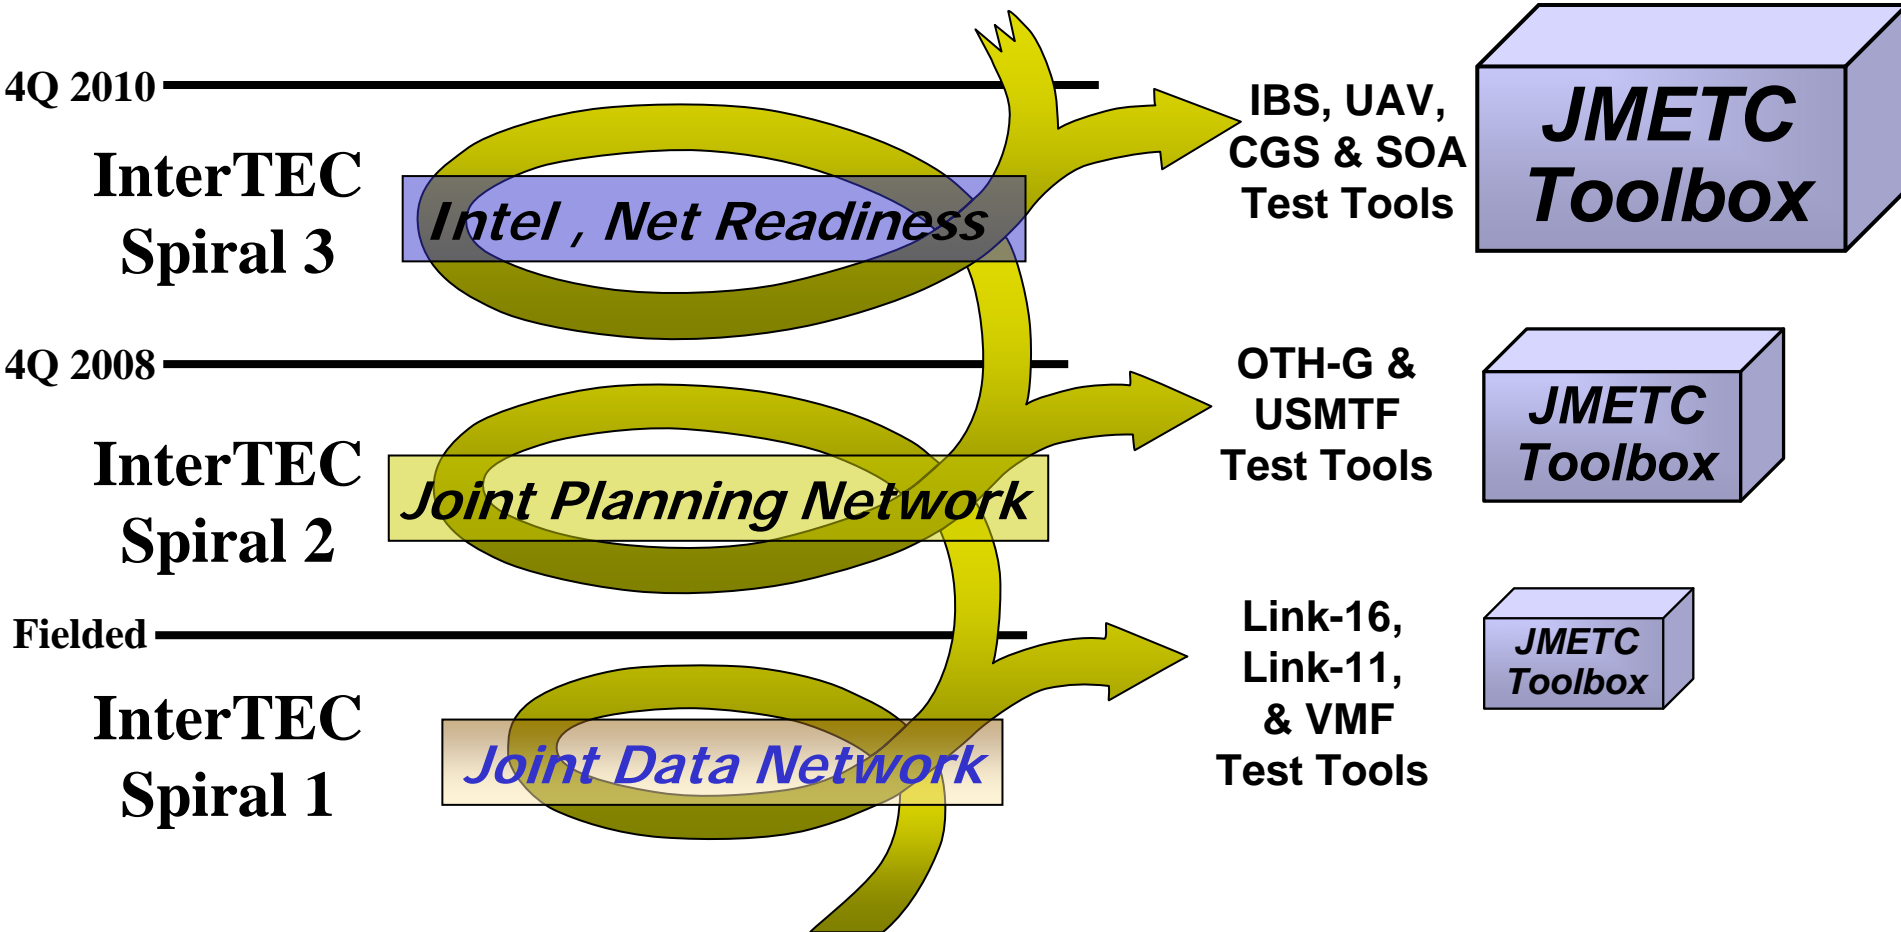 4Q 2010
InterTEC
Spiral 3
Intel , Net Readiness
IBS, UAV,
CGS & SOA
Test Tools
JMETC
Toolbox
4Q 2008
InterTEC
Spiral 2
Joint Planning Network
OTH-G &
USMTF
Test Tools
JMETC
Toolbox
Fielded
InterTEC
Spiral 1
Joint Data Network
Link-16,
Link-11,
& VMF
Test Tools
JMETC
Toolbox